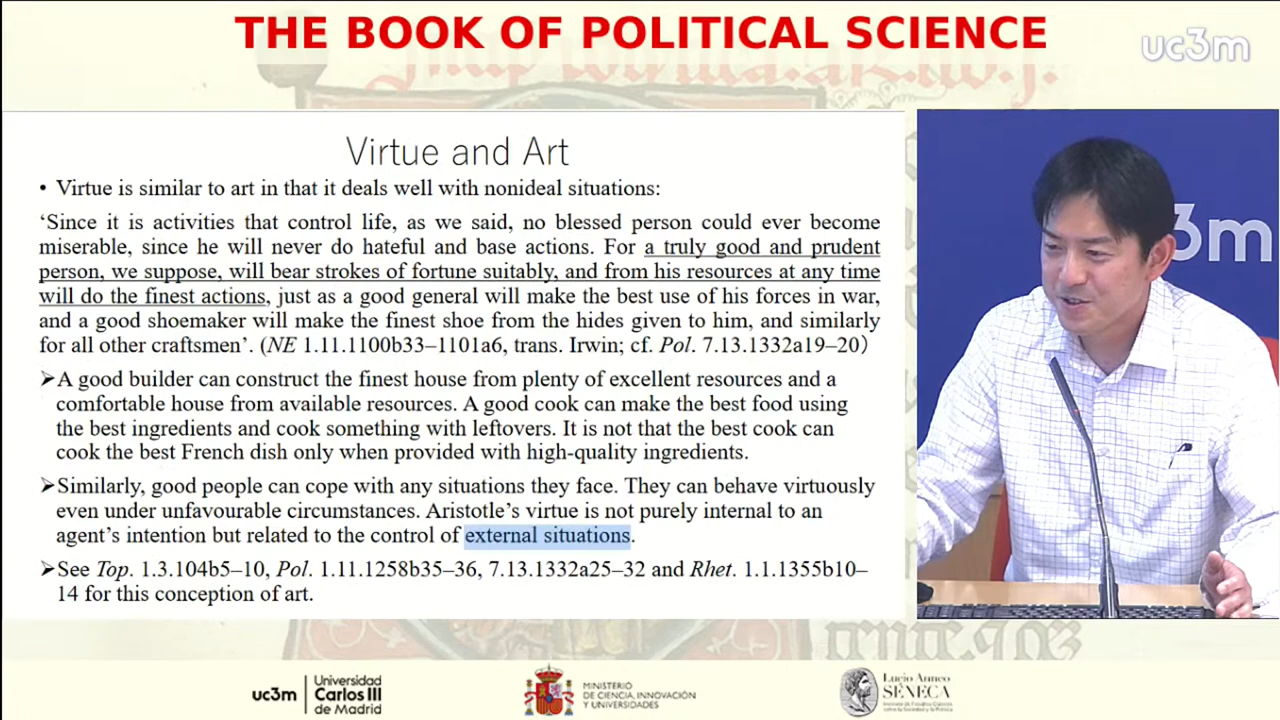 THE BOOK OF POLITICAL SCIENCE
uc3m
Virtue and Art
• Virtue is similar to art in that it deals well with nonideal situations:
‘Since it is activities that control life, as we said, no blessed person could ever become
miserable, since he will never do hateful and base actions. For a truly good and prudent
person, we suppose, will bear strokes of fortune suitably, and from his resources at any time
will do the finest actions, just as a good general will make the best use of his forces in war,
and a good shoemaker will make the finest shoe from the hides given to him, and similarly
for all other craftsmen’. (NE 1.11.1100b33–1101a6, trans. Irwin; cf. Pol. 7.13.1332a19–20)
➢A good builder can construct the finest house from plenty of excellent resources and a
comfortable house from available resources. A good cook can make the best food using
the best ingredients and cook something with leftovers. It is not that the best cook can
cook the best French dish only when provided with high-quality ingredients.
➢Similarly, good people can cope with any situations they face. They can behave virtuously
even under unfavourable circumstances. Aristotle’s virtue is not purely internal to an
agent’s intention but related to the control of external situations.
➢See Top. 1.3.104b5–10, Pol. 1.11.1258b35–36, 7.13.1332a25–32 and Rhet. 1.1.1355b10–
14 for this conception of art.
3m
uc3m
Universidad
Carlos III
de Madrid
MINISTERIO
DE CIENCIA, INNOVACIÓN
Y UNIVERSIDADES
Lucio Anneo
SÉNECA